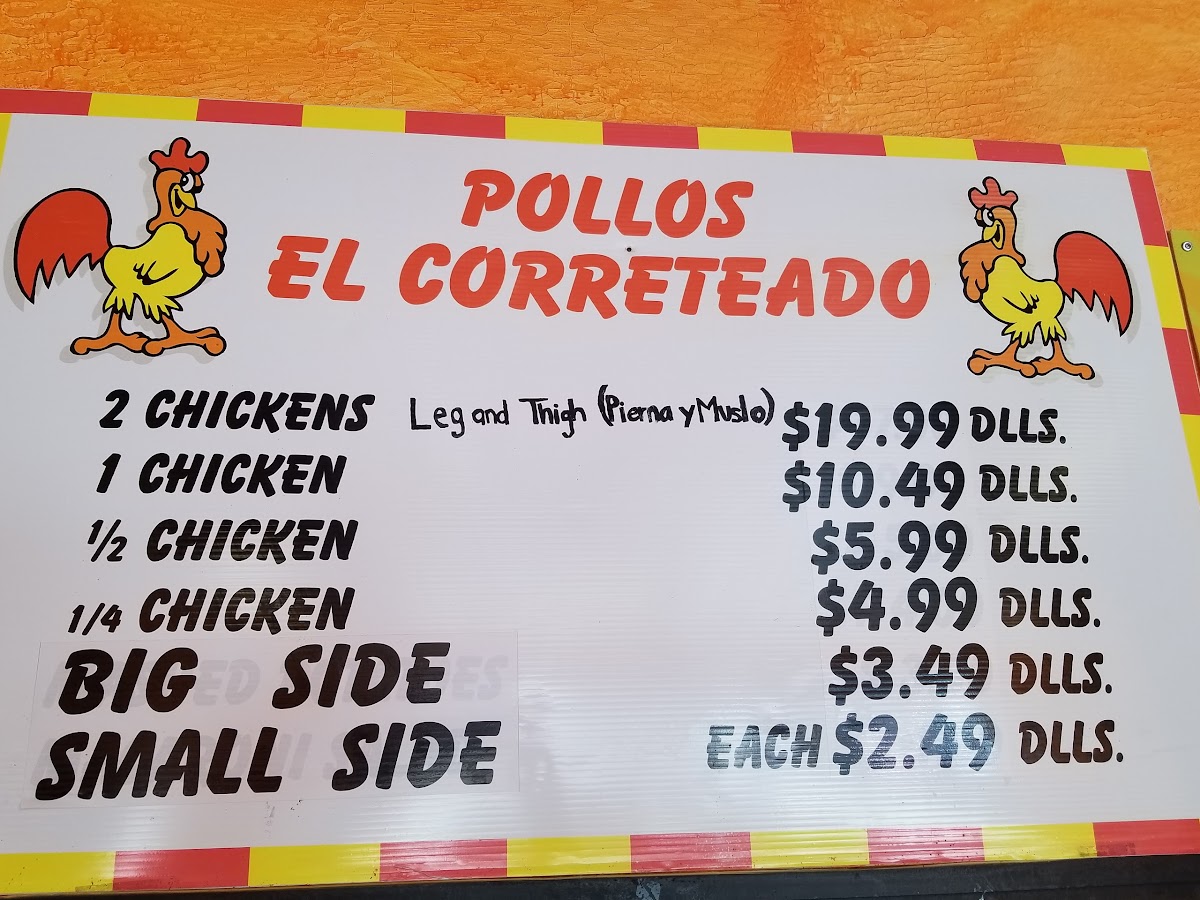 POLLOS
EL CORRETEADO
2 CHICKENS Leg and Thigh (Pierna y Muslo) $19.99 DLLS.
1 CHICKEN $10.49 DLLS.
1/2 CHICKEN $5.99 DLLS.
1/4 CHICKEN $4.99 DLLS.
BIG SIDE $3.49 DLLS.
SMALL SIDE EACH $2.49 DLLS.